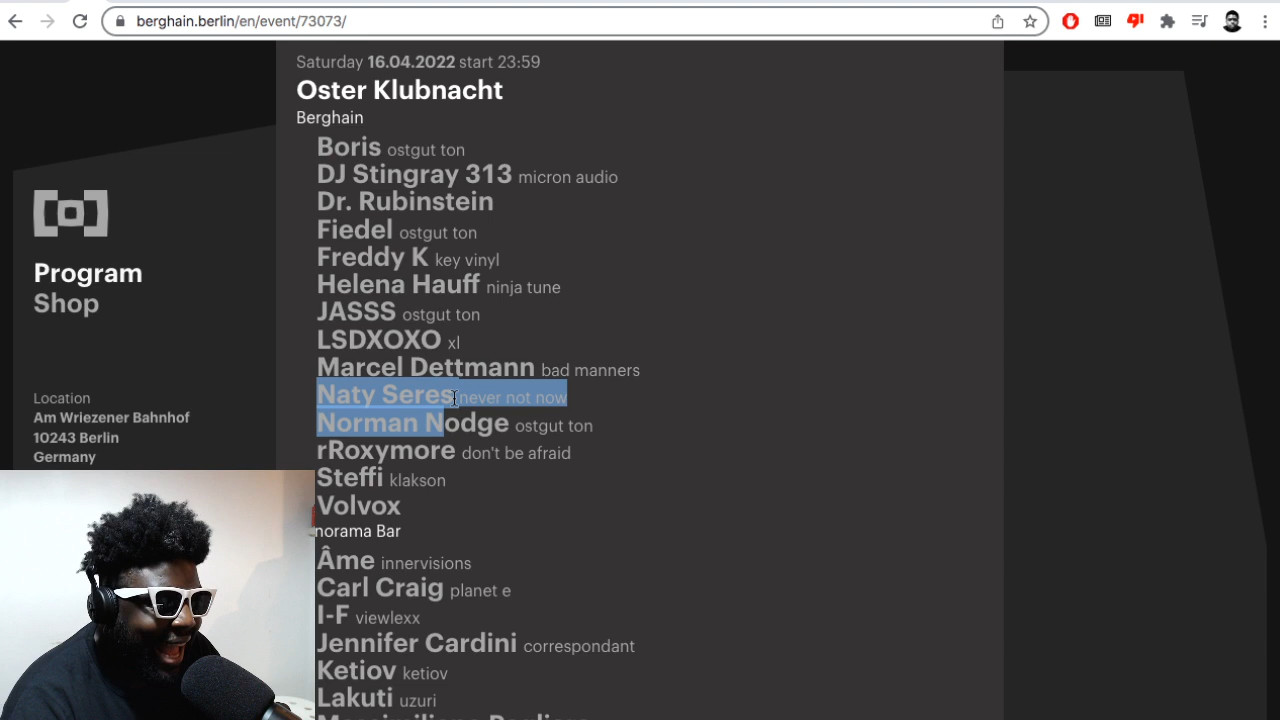 berghain.berlin/en/event/73073/
Saturday 16.04.2022 start 23:59
Oster Klubnacht
Berghain
Boris ostgut ton
DJ Stingray 313 micron audio
Dr. Rubinstein
Fiedel ostgut ton
Freddy K key vinyl
Helena Hauff ninja tune
JASSS ostgut ton
LSDXOXO xl
Marcel Dettmann bad manners
Naty Seres never not now
Norman Nodge ostgut ton
rRoxymore don't be afraid
Steffi klakson
Volvox
norama Bar
Âme innervisions
Carl Craig planet e
I-F viewlexx
Jennifer Cardini correspondant
Ketiov ketiov
Lakuti uzuri
Program
Shop
Location
Am Wriezener Bahnhof
10243 Berlin
Germany